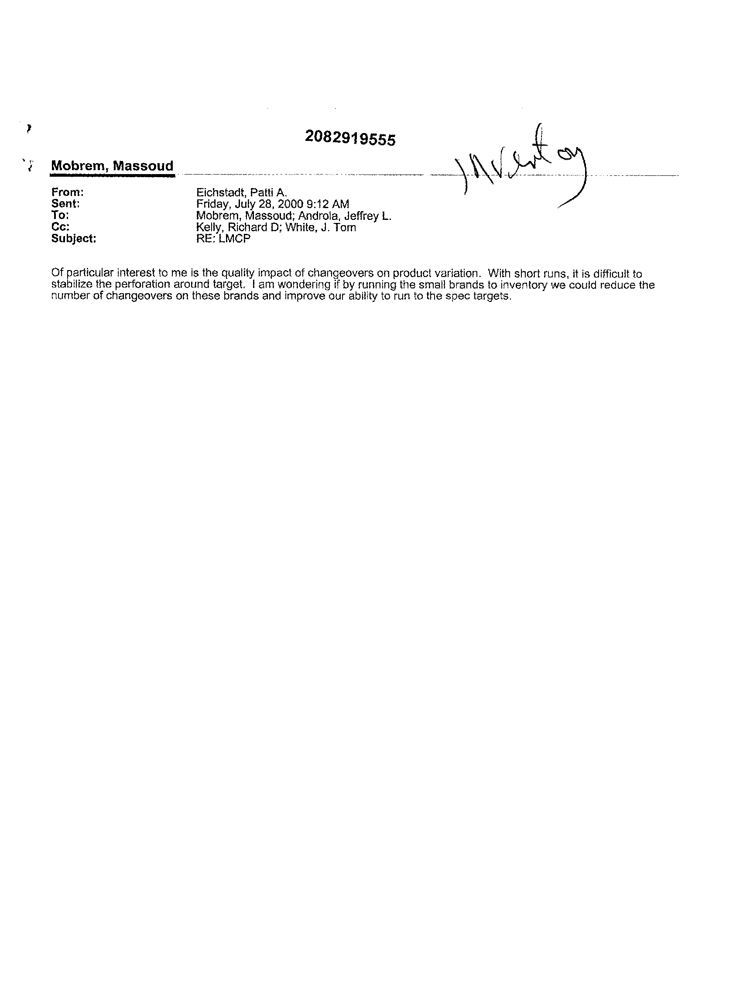 2082919555
Inventory
Mobrem, Massoud
From: Eichstadt, Patti A.
Sent: Friday, July 28, 2000 9:12 AM
To: Mobrem, Massoud; Androla, Jeffrey L.
Cc: Kelly, Richard D; White, J. Tom
Subject: RE: LMCP
Of particular interest to me is the quality impact of changeovers on product variation. With short runs, it is difficult to
stabilize the perforation around target. I am wondering if by running the small brands to inventory we could reduce the
number of changeovers on these brands and improve our ability to run to the spec targets.